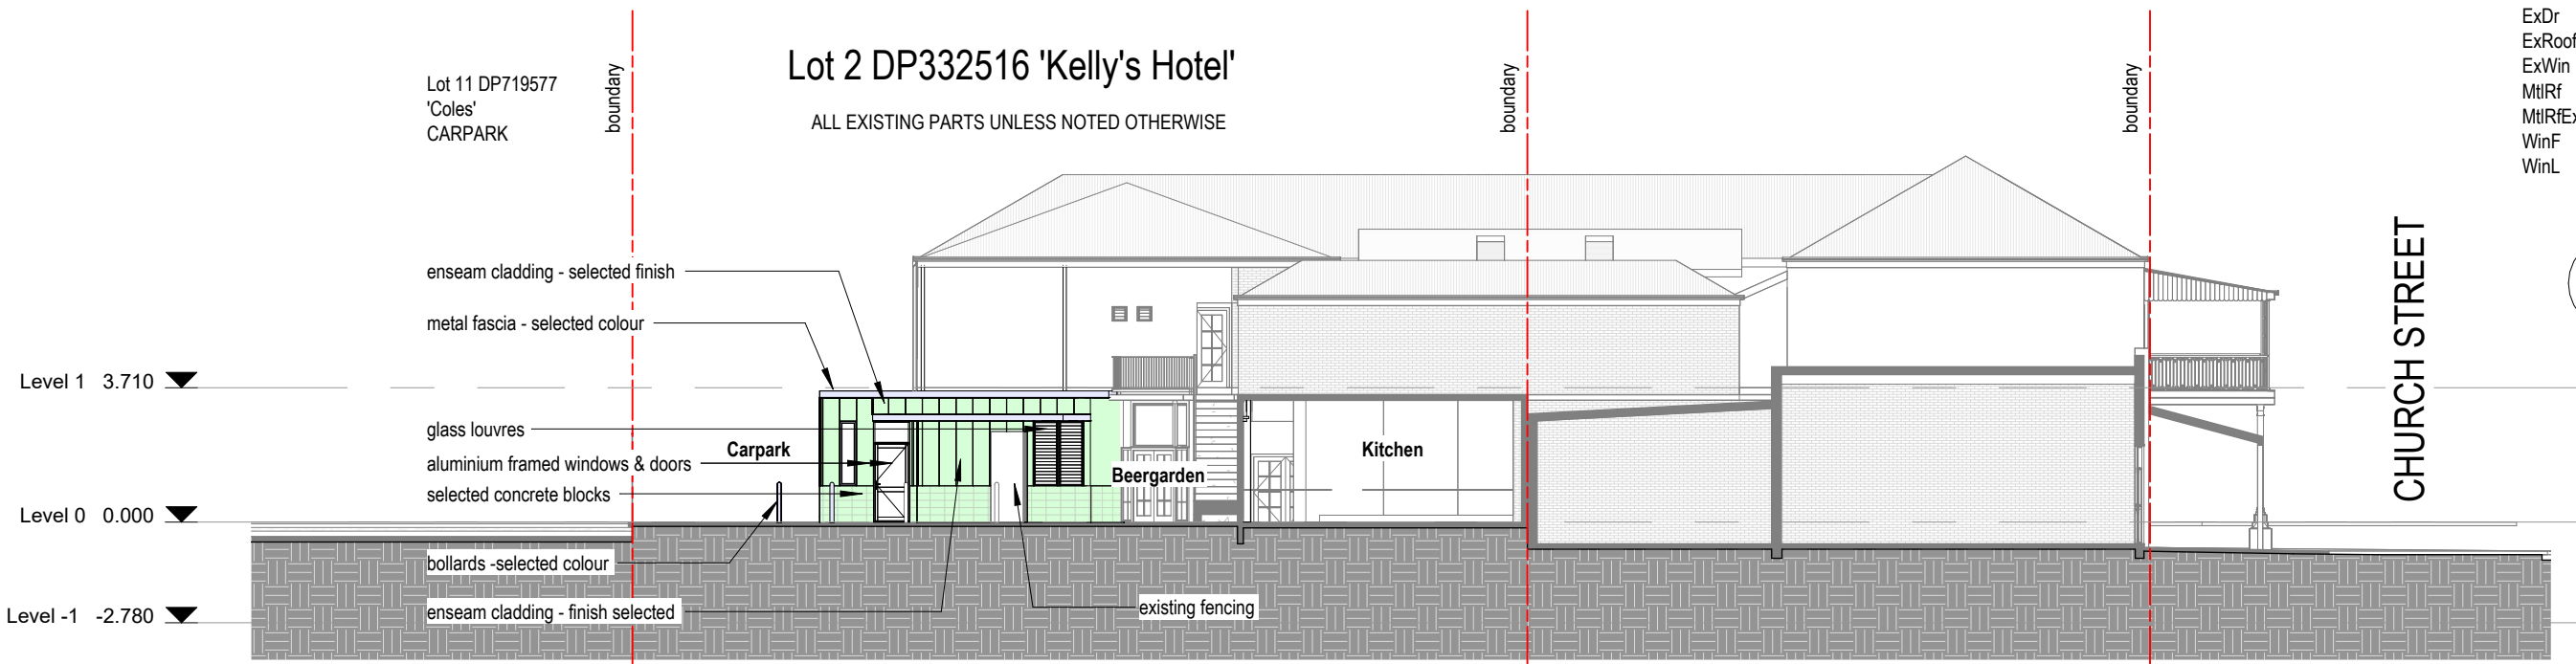 Lot 11 DP719577
'Coles'
CARPARK
boundary
Lot 2 DP332516 'Kelly's Hotel'
ALL EXISTING PARTS UNLESS NOTED OTHERWISE
boundary
boundary
ExDr
ExRoof
ExWin
MtlRf
MtlRfEx
WinF
WinL
enseam cladding - selected finish
metal fascia - selected colour
Level 1 3.710
glass louvres
Carpark
aluminium framed windows & doors
selected concrete blocks
Beergarden
Kitchen
CHURCH STREET
Level 0 0.000
bollards -selected colour
enseam cladding - finish selected
existing fencing
Level -1 -2.780